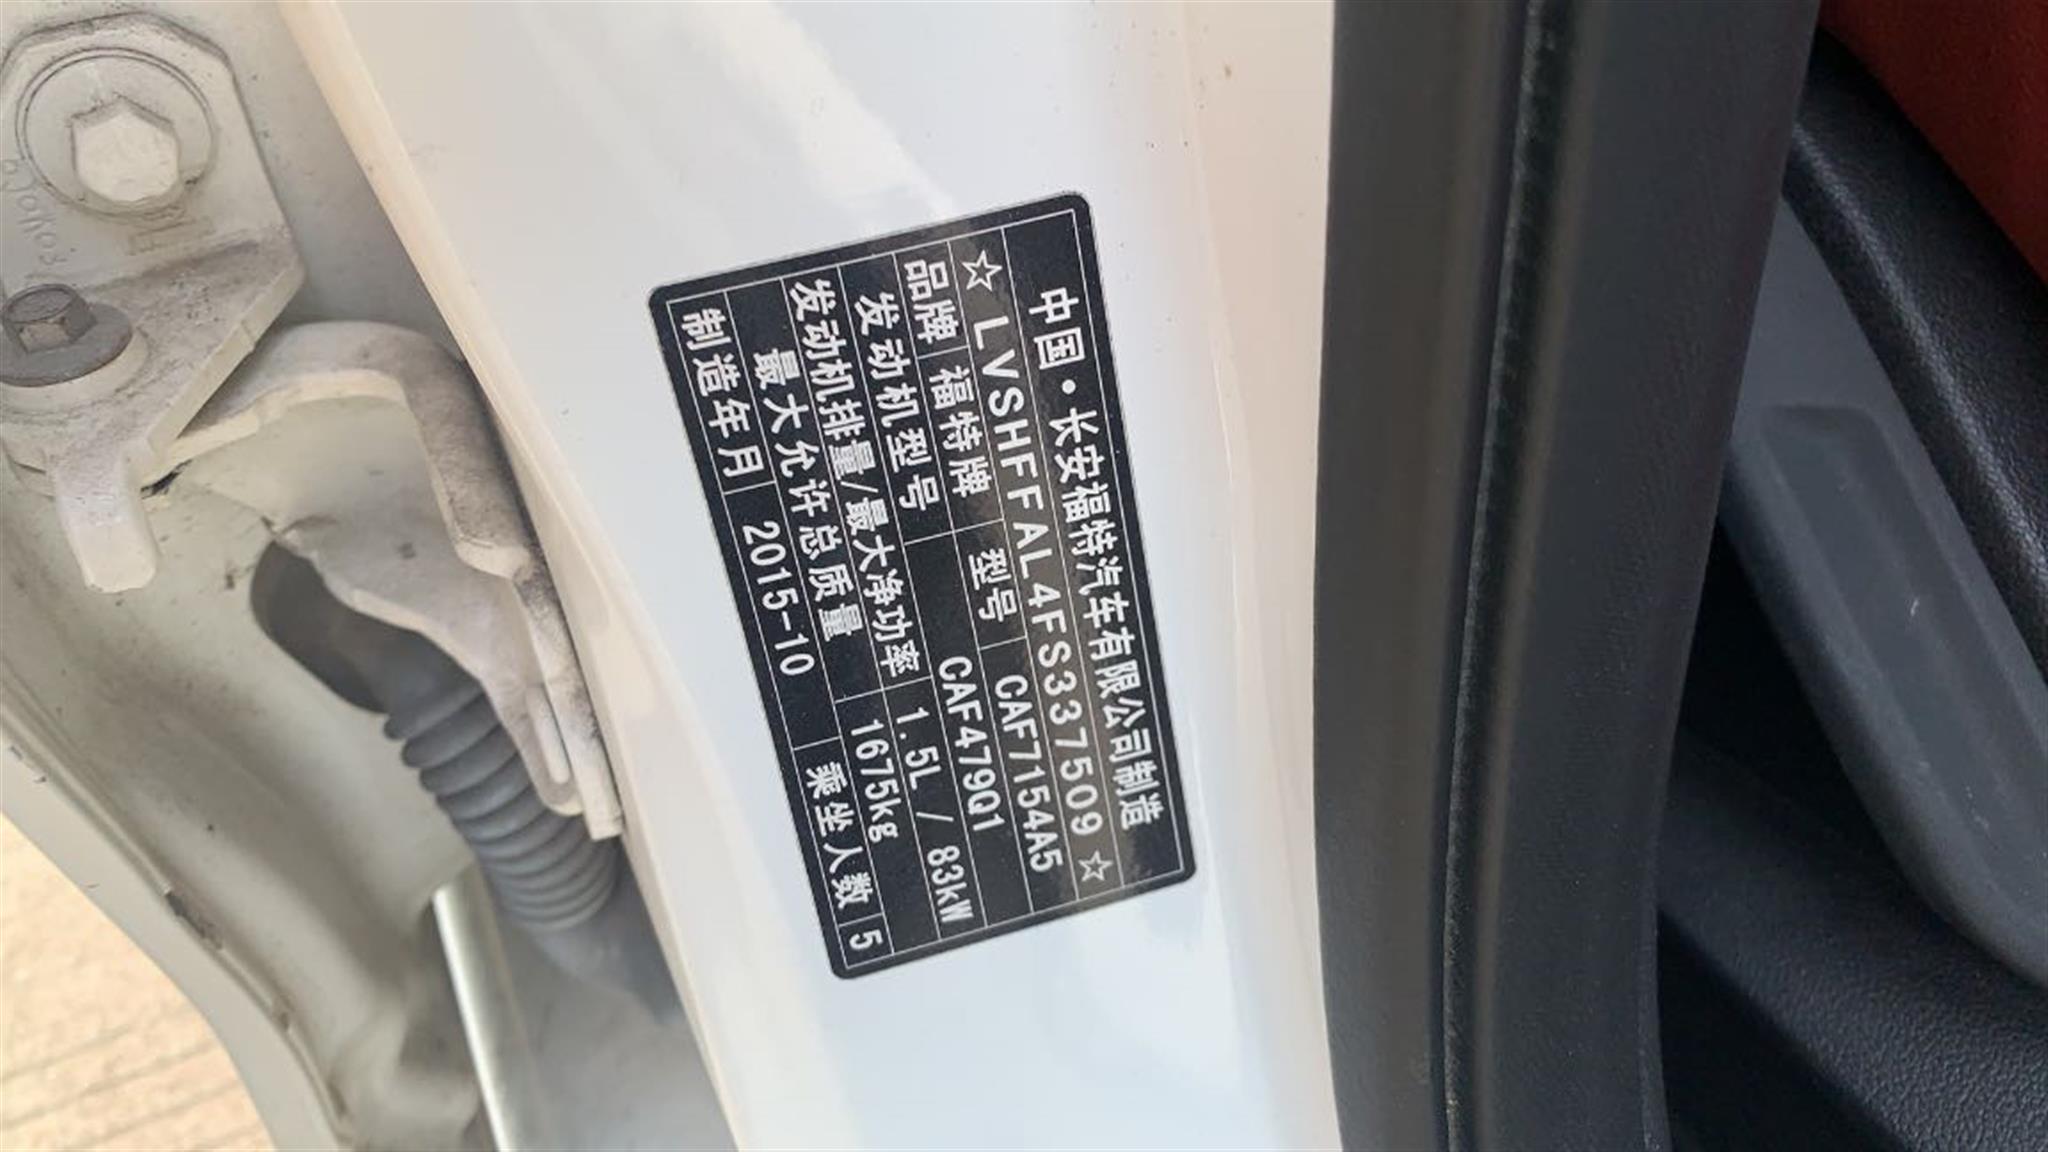 中国·长安福特汽车有限公司制造
☆ LVSHFFAL4FS337509 ☆
品牌 福特牌 型号 CAF7154A5
发动机型号 CAF479Q1
发动机排量/最大净功率 1.5L / 83kW
最大允许总质量 1675kg
制造年月 2015-10 乘坐人数 5